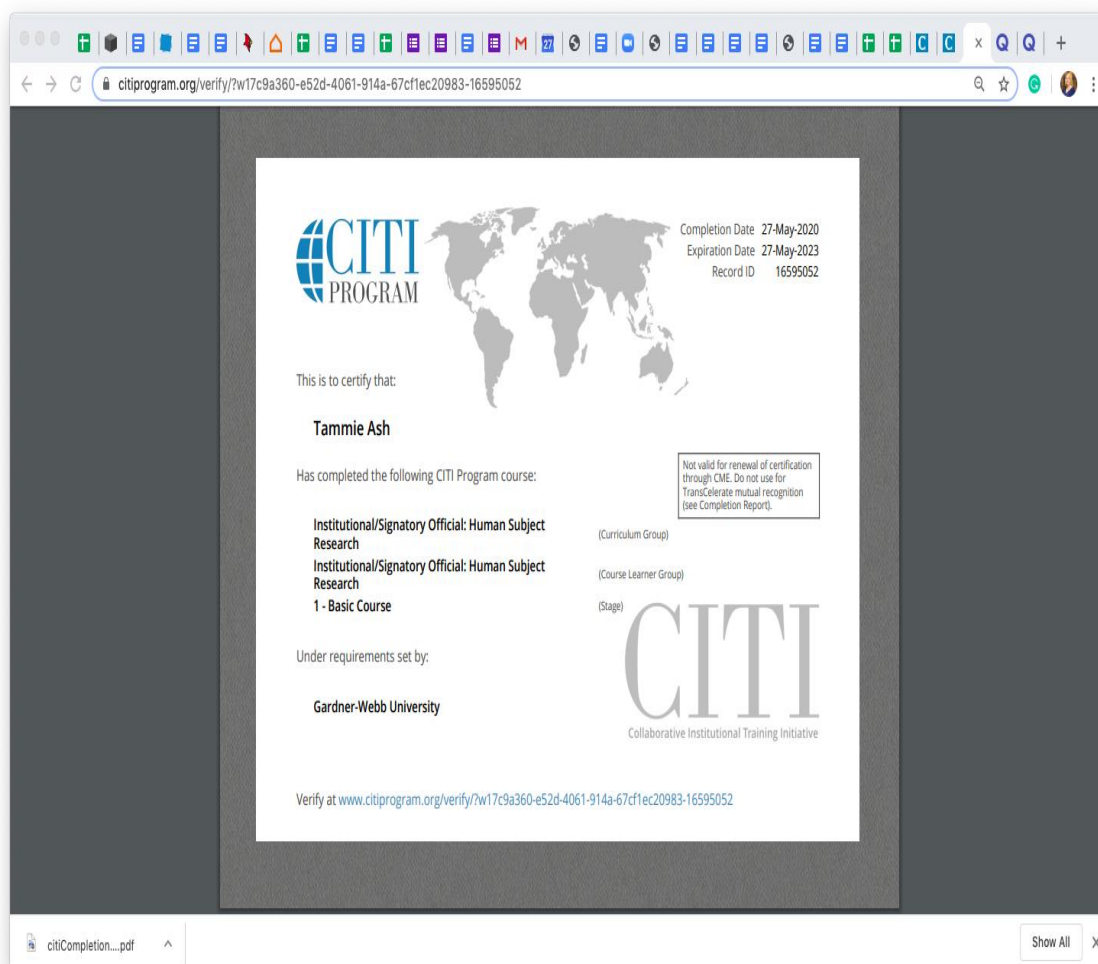 27
citiprogram.org/verify/?w17c9a360-e52d-4061-914a-67cf1ec20983-16595052
CITI
PROGRAM
Completion Date 27-May-2020
Expiration Date 27-May-2023
Record ID 16595052
This is to certify that:
Tammie Ash
Has completed the following CITI Program course:
Not valid for renewal of certification
through CME. Do not use for
TransCelerate mutual recognition
(see Completion Report).
Institutional/Signatory Official: Human Subject
Research
(Curriculum Group)
Institutional/Signatory Official: Human Subject
Research
(Course Learner Group)
1 - Basic Course
(Stage)
Under requirements set by:
Gardner-Webb University
CITI
Collaborative Institutional Training Initiative
Verify at www.citiprogram.org/verify/?w17c9a360-e52d-4061-914a-67cf1ec20983-16595052
citiCompletion....pdf
Show All